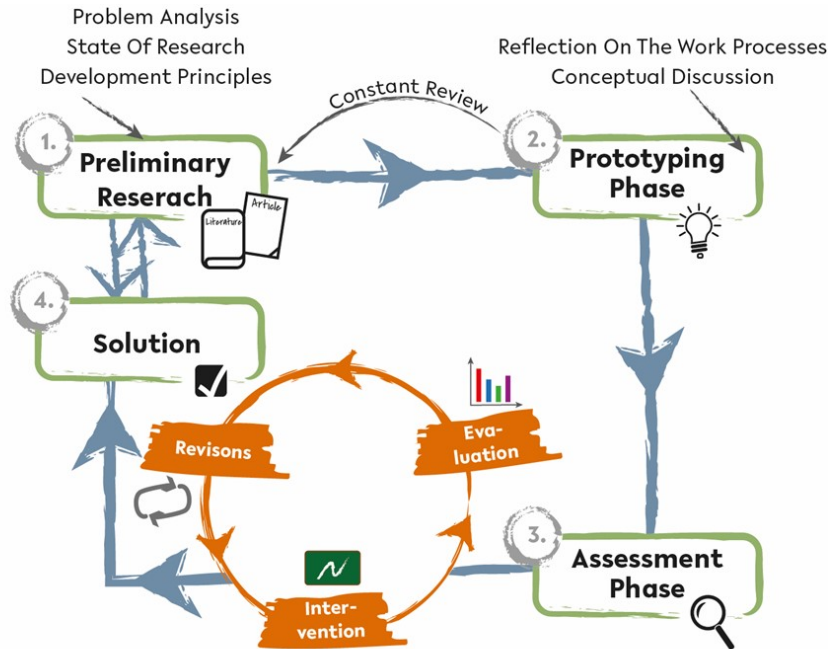 Problem Analysis
State Of Research
Development Principles
Reflection On The Work Processes
Conceptual Discussion
Constant Review
1.
Preliminary
Reserach
Literature
Article
2.
Prototyping
Phase
4.
Solution
Revisons
Eva-
luation
3.
Assessment
Phase
Inter-
vention